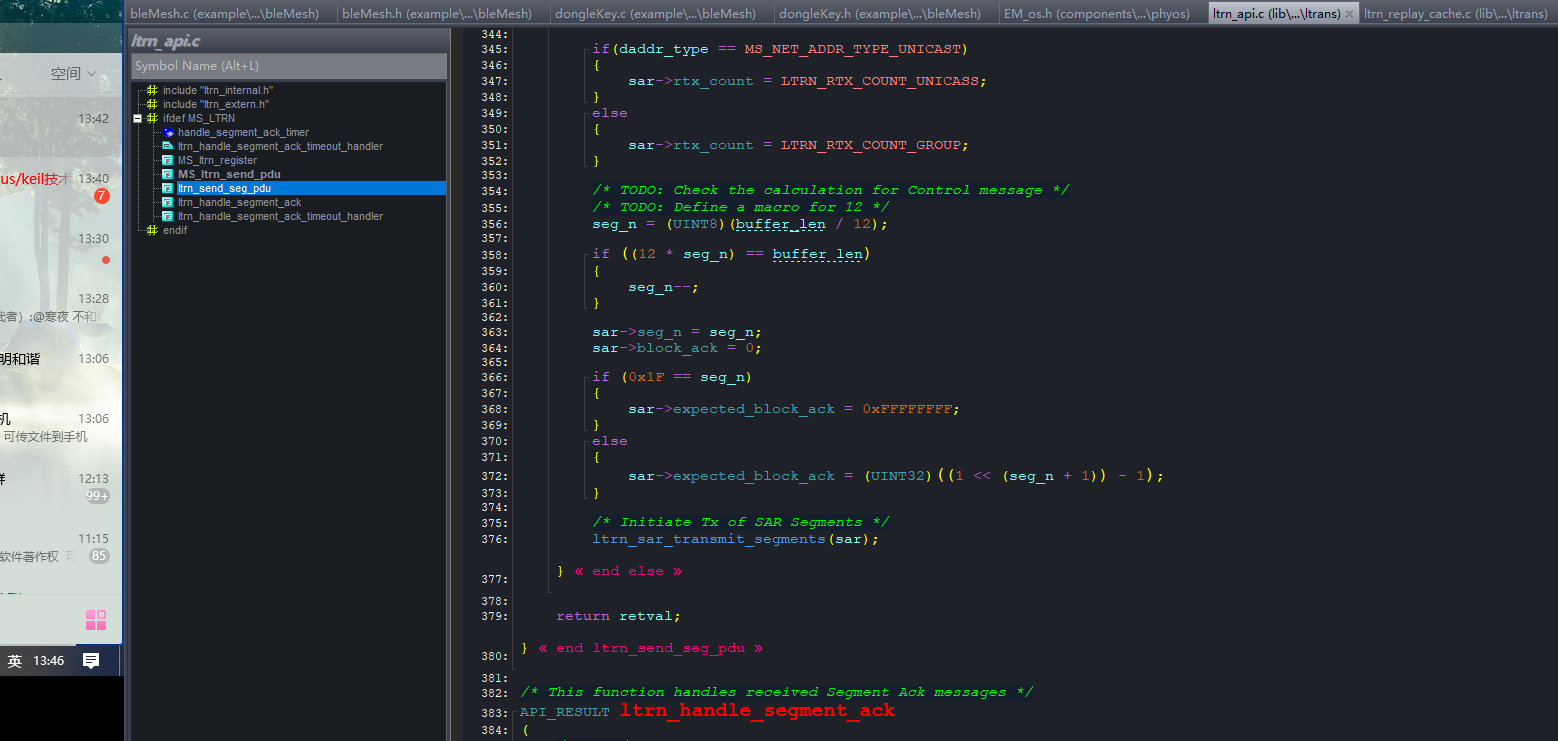 空间
13:42
us/keil技术 13:40
7
13:30
13:28
战者）:@寒夜 不和
明和谐 13:06
机 13:06
可传文件到手机
群 12:13
99+
11:15
软件著作权 可 85
英 13:46
bleMesh.c (example\...\bleMesh) bleMesh.h (example\...\bleMesh) dongleKey.c (example\...\bleMesh) dongleKey.h (example\...\bleMesh) EM_os.h (components\...\phyos) ltrn_api.c (lib\...\ltrans) × ltrn_replay_cache.c (lib\...\ltrans)
ltrn_api.c
Symbol Name (Alt+L)
include "ltrn_internal.h"
include "ltrn_extern.h"
ifdef MS_LTRN
handle_segment_ack_timer
ltrn_handle_segment_ack_timeout_handler
MS_ltrn_register
MS_ltrn_send_pdu
ltrn_send_seg_pdu
ltrn_handle_segment_ack
ltrn_handle_segment_ack_timeout_handler
endif
344:
345: if(daddr_type == MS_NET_ADDR_TYPE_UNICAST)
346: {
347: sar->rtx_count = LTRN_RTX_COUNT_UNICASS;
348: }
349: else
350: {
351: sar->rtx_count = LTRN_RTX_COUNT_GROUP;
352: }
353:
354: /* TODO: Check the calculation for Control message */
355: /* TODO: Define a macro for 12 */
356: seg_n = (UINT8)(buffer_len / 12);
357:
358: if ((12 * seg_n) == buffer_len)
359: {
360: seg_n--;
361: }
362:
363: sar->seg_n = seg_n;
364: sar->block_ack = 0;
365:
366: if (0x1F == seg_n)
367: {
368: sar->expected_block_ack = 0xFFFFFFFF;
369: }
370: else
371: {
372: sar->expected_block_ack = (UINT32)((1 << (seg_n + 1)) - 1);
373: }
374:
375: /* Initiate Tx of SAR Segments */
376: ltrn_sar_transmit_segments(sar);
377: } « end else »
378:
379: return retval;
380: } « end ltrn_send_seg_pdu »
381:
382: /* This function handles received Segment Ack messages */
383: API_RESULT ltrn_handle_segment_ack
384: (